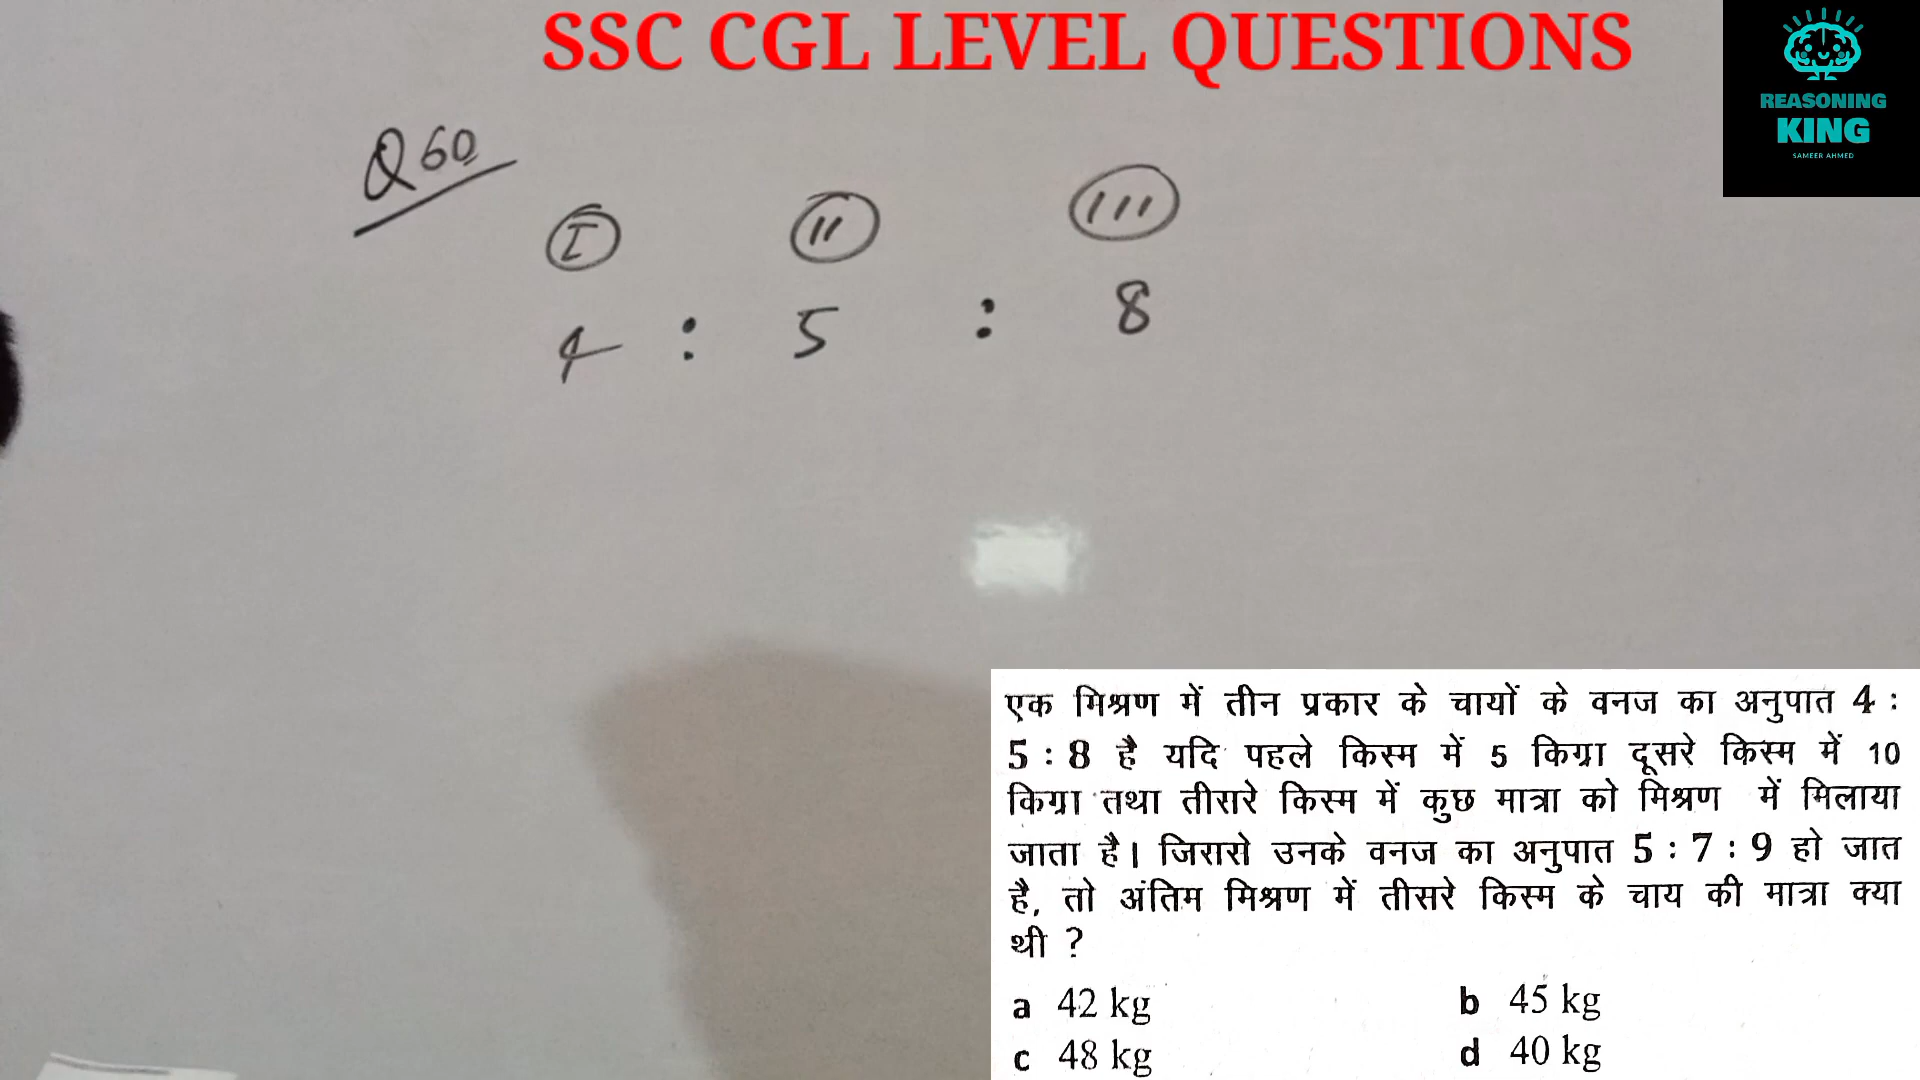 SSC CGL LEVEL QUESTIONS
REASONING
KING
SAMEER AHMED
Q60
I II III
4 : 5 : 8
एक मिश्रण में तीन प्रकार के चायों के वनज का अनुपात 4 :
5 : 8 है यदि पहले किस्म में 5 किग्रा दूसरे किस्म में 10
किग्रा तथा तीसरे किस्म में कुछ मात्रा को मिश्रण में मिलाया
जाता है। जिरासे उनके वनज का अनुपात 5 : 7 : 9 हो जात
है, तो अंतिम मिश्रण में तीसरे किस्म के चाय की मात्रा क्या
थी ?
a 42 kg b 45 kg
c 48 kg d 40 kg